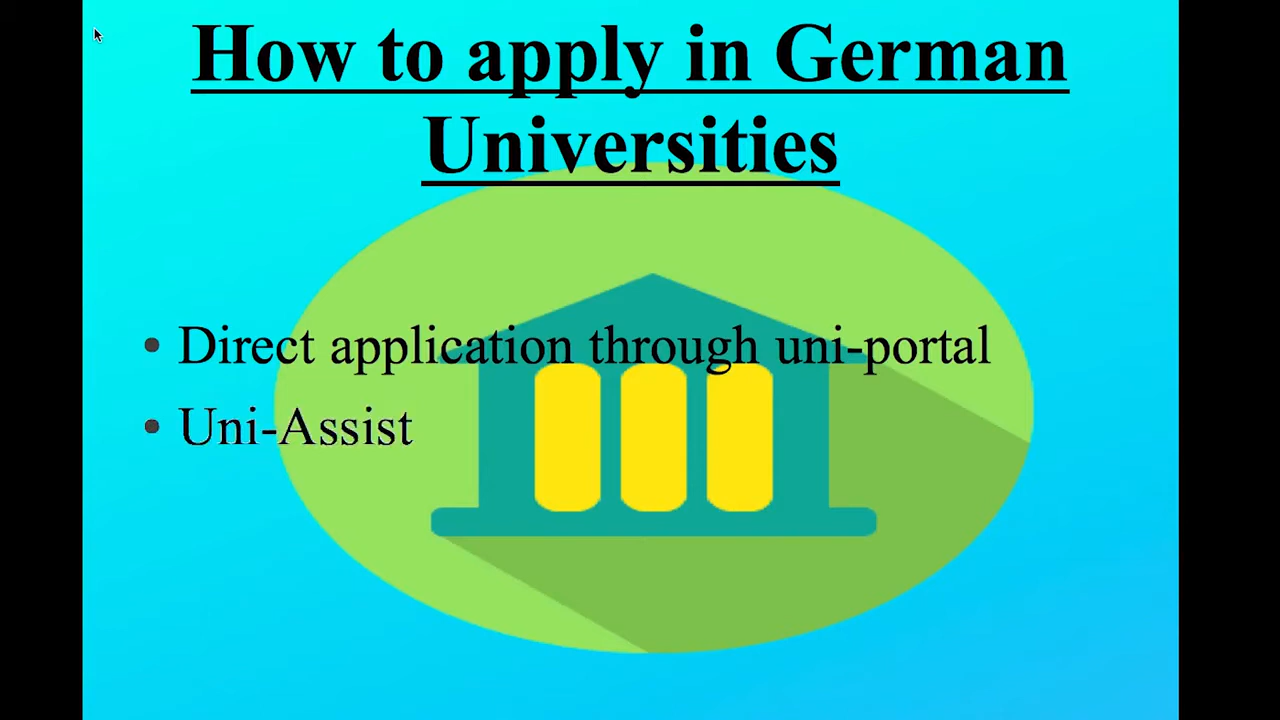 How to apply in German
Universities
• Direct application through uni-portal
• Uni-Assist